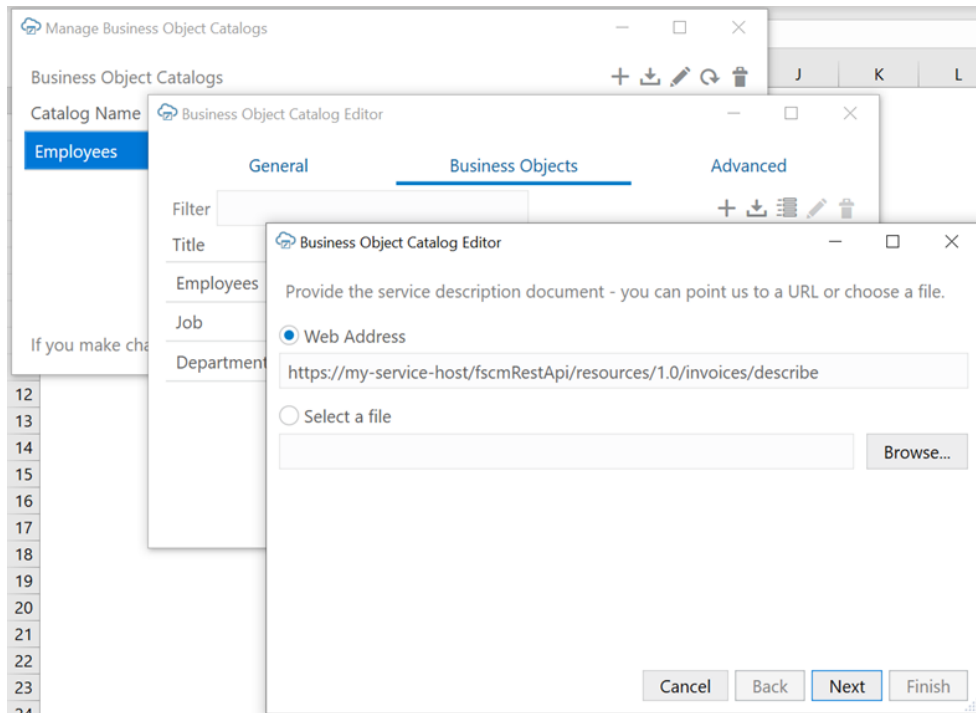 Manage Business Object Catalogs
Business Object Catalogs
J K L
Catalog Name
Employees
Business Object Catalog Editor
General Business Objects Advanced
Filter
Title
Employees
Job
Department
If you make cha
Business Object Catalog Editor
Provide the service description document - you can point us to a URL or choose a file.
Web Address
https://my-service-host/fscmRestApi/resources/1.0/invoices/describe
Select a file
Browse...
Cancel Back Next Finish
12
13
14
15
16
17
18
19
20
21
22
23
24